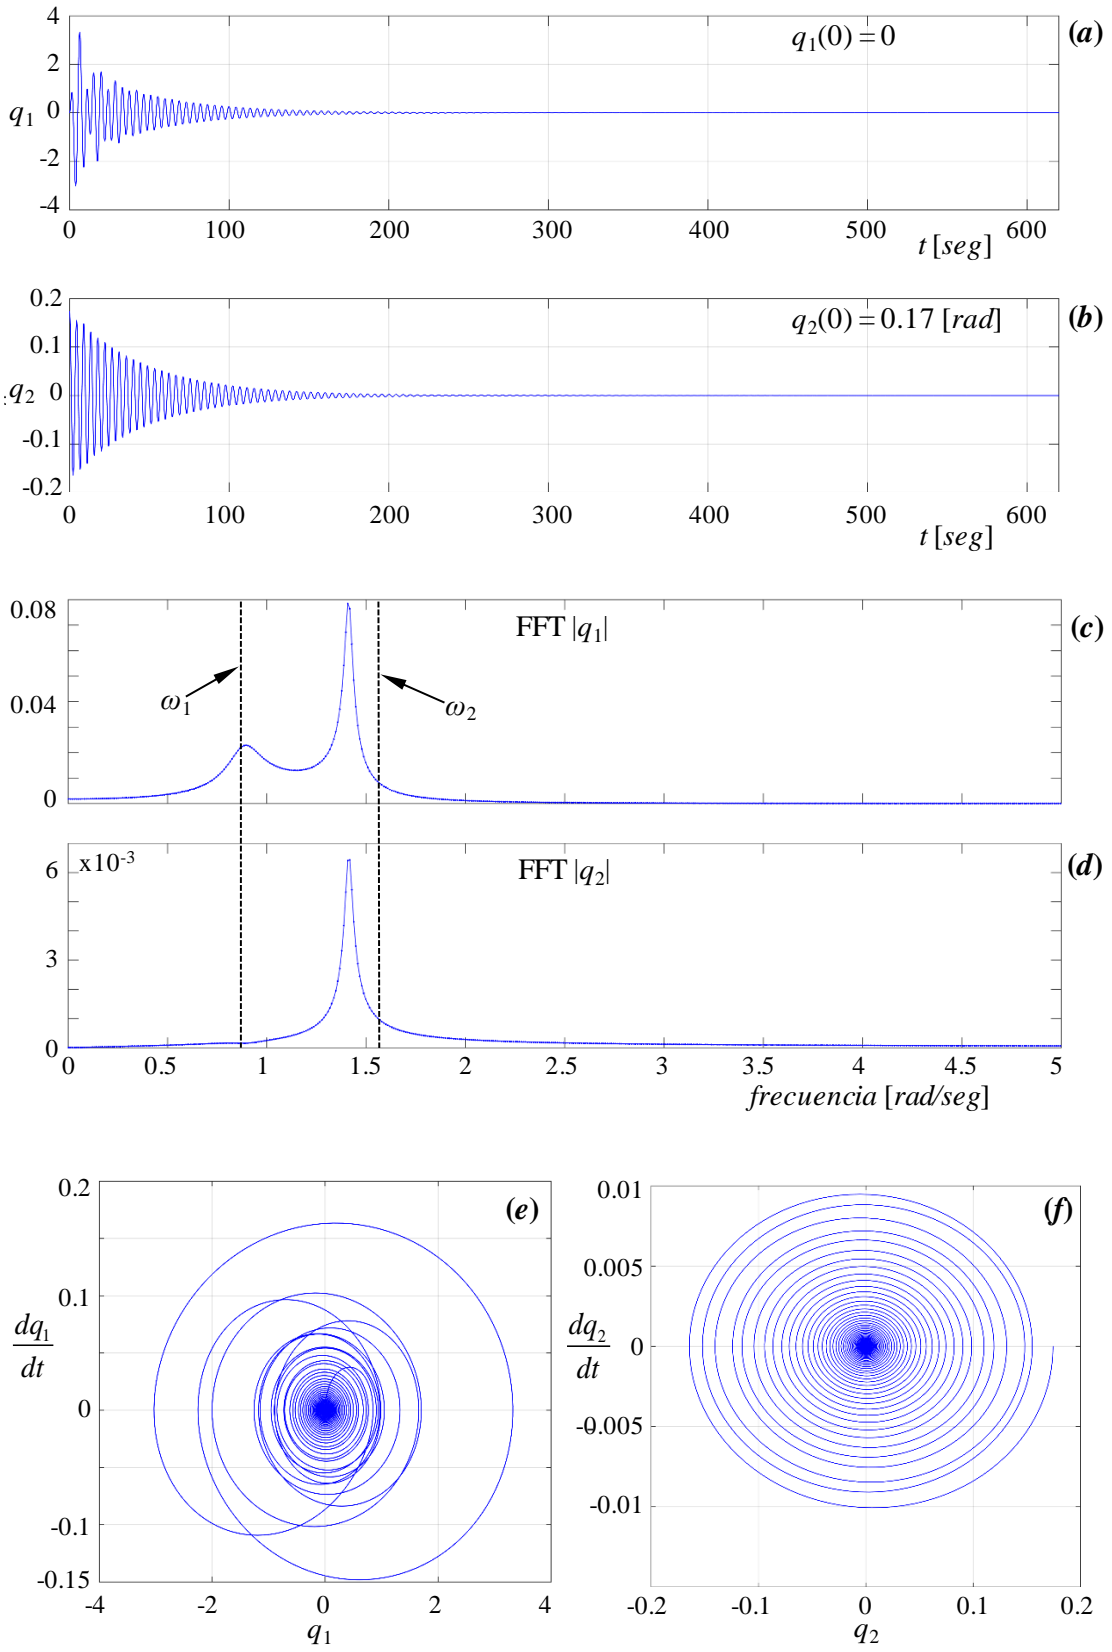 4
2
0
-2
-4
q1
q1(0) = 0
(a)
0 100 200 300 400 500 600
t [seg]
0.2
0.1
0
-0.1
-0.2
:q2
q2(0) = 0.17 [rad]
(b)
0 100 200 300 400 500 600
t [seg]
0.08
0.04
0
FFT |q1|
(c)
ω1
ω2
x10-3
6
3
0
FFT |q2|
(d)
0 0.5 1 1.5 2 2.5 3 3.5 4 4.5 5
frecuencia [rad/seg]
0.2
0.1
0
-0.1
-0.15
dq1
dt
(e)
-4 -2 0 2 4
q1
0.01
0.005
0
-0.005
-0.01
dq2
dt
(f)
-0.2 -0.1 0 0.1 0.2
q2